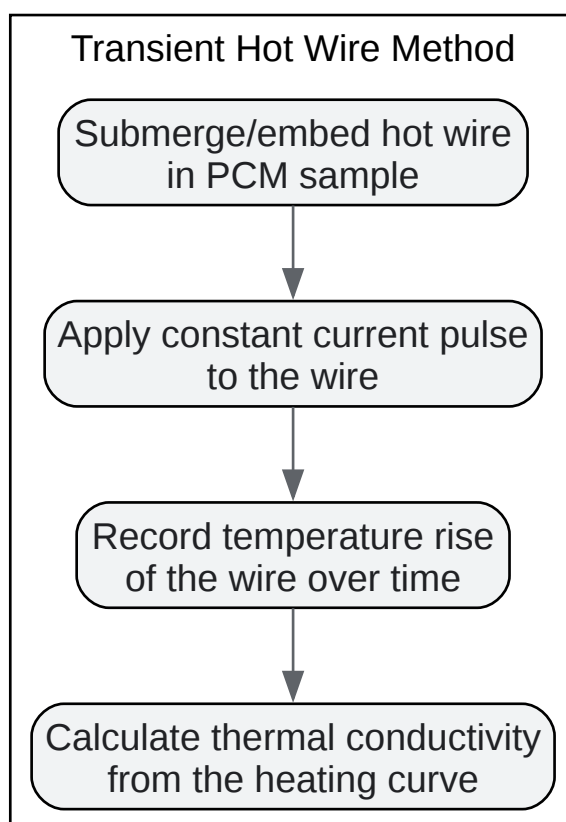 Transient Hot Wire Method
Submerge/embed hot wire
in PCM sample
Apply constant current pulse
to the wire
Record temperature rise
of the wire over time
Calculate thermal conductivity
from the heating curve